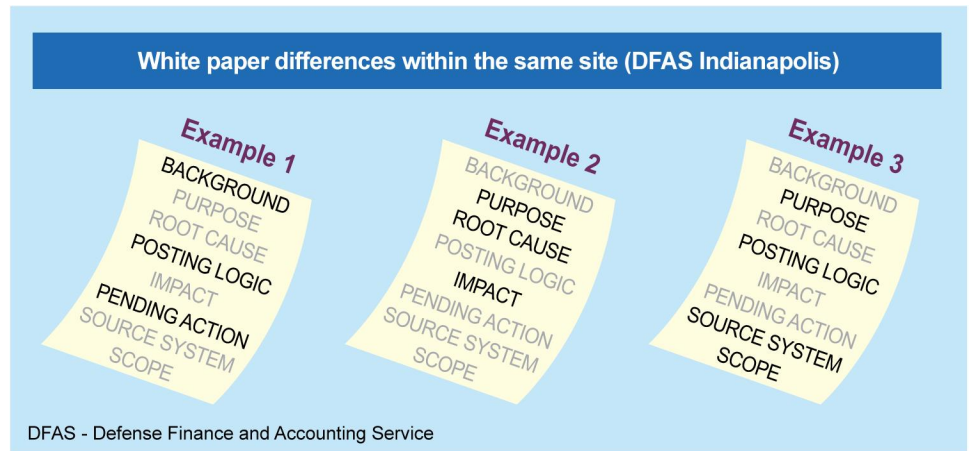 White paper differences within the same site (DFAS Indianapolis)
Example 1
BACKGROUND
PURPOSE
ROOT CAUSE
POSTING LOGIC
IMPACT
PENDING ACTION
SOURCE SYSTEM
SCOPE
Example 2
BACKGROUND
PURPOSE
ROOT CAUSE
POSTING LOGIC
IMPACT
PENDING ACTION
SOURCE SYSTEM
SCOPE
Example 3
BACKGROUND
PURPOSE
ROOT CAUSE
POSTING LOGIC
IMPACT
PENDING ACTION
SOURCE SYSTEM
SCOPE
DFAS - Defense Finance and Accounting Service